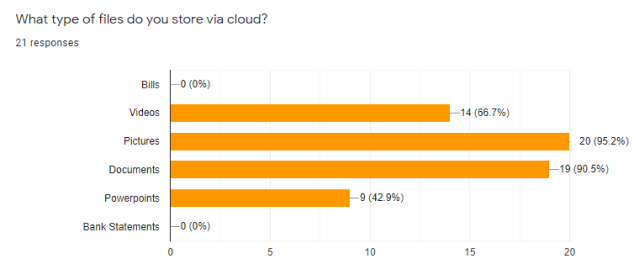 What type of files do you store via cloud?
21 responses
Bills 0 (0%)
Videos 14 (66.7%)
Pictures 20 (95.2%)
Documents 19 (90.5%)
Powerpoints 9 (42.9%)
Bank Statements 0 (0%)
0 5 10 15 20